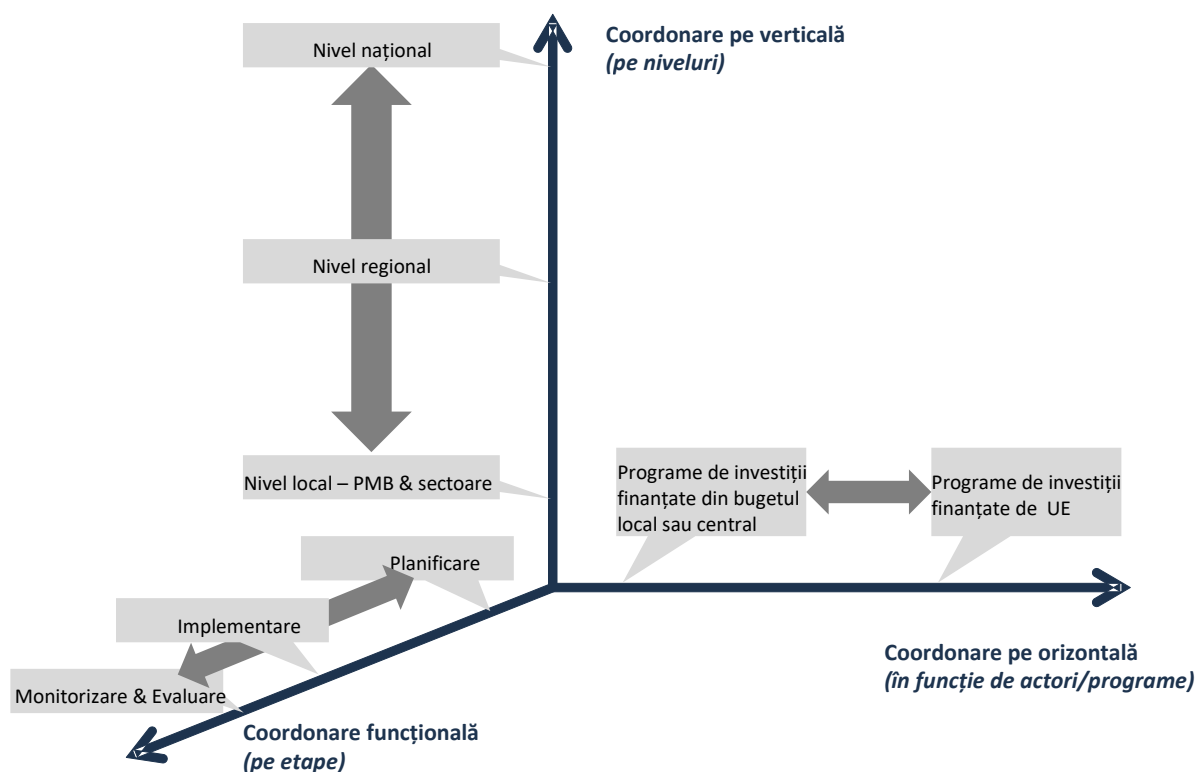 Nivel național
Coordonare pe verticală
(pe niveluri)
Nivel regional
Nivel local – PMB & sectoare
Programe de investiții
finanțate din bugetul
local sau central
Programe de investiții
finanțate de UE
Planificare
Implementare
Monitorizare & Evaluare
Coordonare pe orizontală
(în funcție de actori/programe)
Coordonare funcțională
(pe etape)